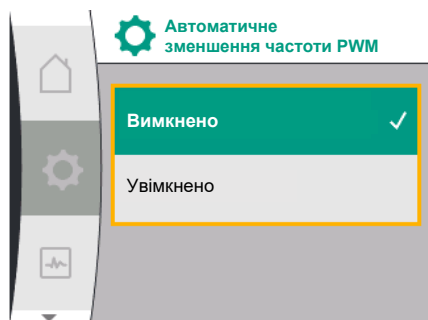 Автоматичне
зменшення частоти PWM
Вимкнено
Увімкнено